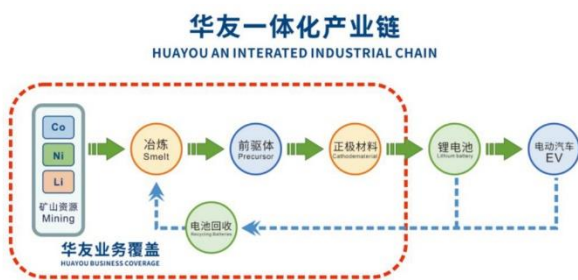 华友一体化产业链
HUAYOU AN INTERATED INDUSTRIAL CHAIN
Co
Ni
Li
矿山资源
Mining
冶炼
Smelt
前驱体
Precursor
正极材料
Cathodematerial
锂电池
Lithium battery
电动汽车
EV
电池回收
Recycling Batteries
华友业务覆盖
HUAYOU BUSINESS COVERAGE